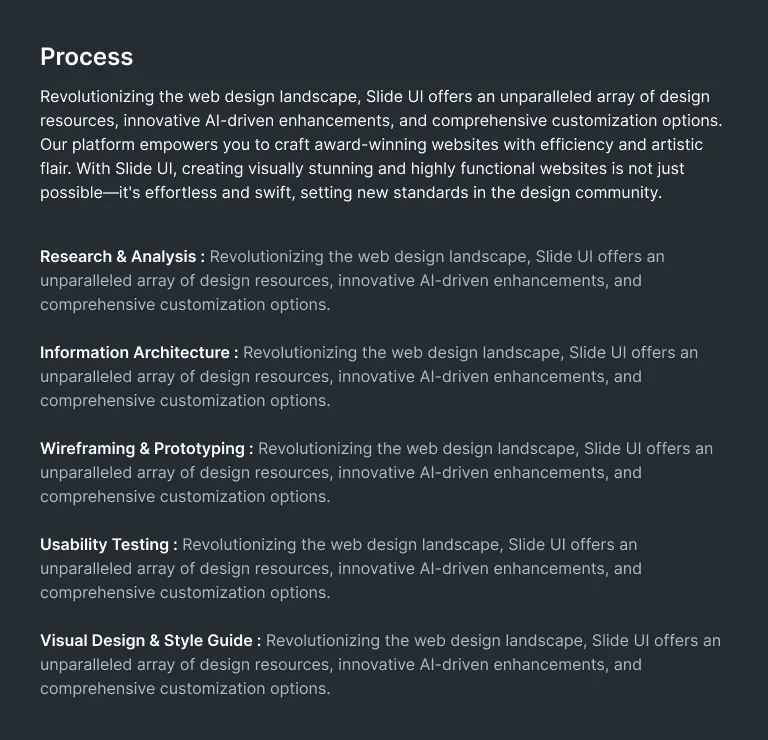 Process
Revolutionizing the web design landscape, Slide UI offers an unparalleled array of design
resources, innovative AI-driven enhancements, and comprehensive customization options.
Our platform empowers you to craft award-winning websites with efficiency and artistic
flair. With Slide UI, creating visually stunning and highly functional websites is not just
possible—it's effortless and swift, setting new standards in the design community.
Research & Analysis : Revolutionizing the web design landscape, Slide UI offers an
unparalleled array of design resources, innovative AI-driven enhancements, and
comprehensive customization options.
Information Architecture : Revolutionizing the web design landscape, Slide UI offers an
unparalleled array of design resources, innovative AI-driven enhancements, and
comprehensive customization options.
Wireframing & Prototyping : Revolutionizing the web design landscape, Slide UI offers an
unparalleled array of design resources, innovative AI-driven enhancements, and
comprehensive customization options.
Usability Testing : Revolutionizing the web design landscape, Slide UI offers an
unparalleled array of design resources, innovative AI-driven enhancements, and
comprehensive customization options.
Visual Design & Style Guide : Revolutionizing the web design landscape, Slide UI offers an
unparalleled array of design resources, innovative AI-driven enhancements, and
comprehensive customization options.